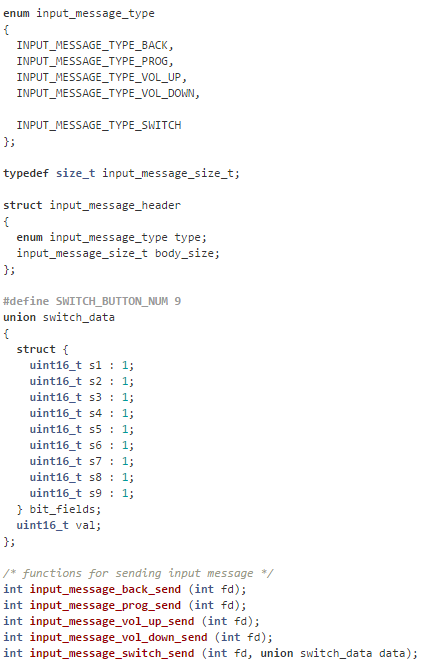 enum input_message_type
{
  INPUT_MESSAGE_TYPE_BACK,
  INPUT_MESSAGE_TYPE_PROG,
  INPUT_MESSAGE_TYPE_VOL_UP,
  INPUT_MESSAGE_TYPE_VOL_DOWN,

  INPUT_MESSAGE_TYPE_SWITCH
};

typedef size_t input_message_size_t;

struct input_message_header
{
  enum input_message_type type;
  input_message_size_t body_size;
};

#define SWITCH_BUTTON_NUM 9
union switch_data
{
  struct {
    uint16_t s1 : 1;
    uint16_t s2 : 1;
    uint16_t s3 : 1;
    uint16_t s4 : 1;
    uint16_t s5 : 1;
    uint16_t s6 : 1;
    uint16_t s7 : 1;
    uint16_t s8 : 1;
    uint16_t s9 : 1;
  } bit_fields;
  uint16_t val;
};

/* functions for sending input message */
int input_message_back_send (int fd);
int input_message_prog_send (int fd);
int input_message_vol_up_send (int fd);
int input_message_vol_down_send (int fd);
int input_message_switch_send (int fd, union switch_data data);